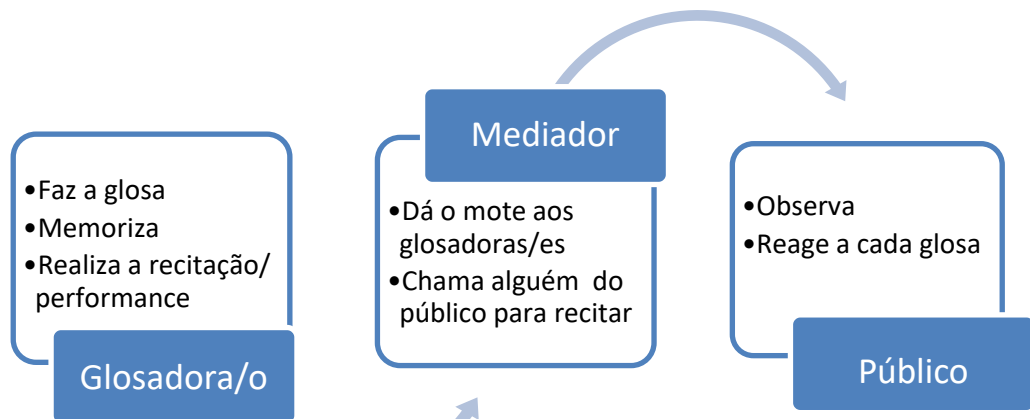 •Faz a glosa
•Memoriza
•Realiza a recitação/
performance
Glosadora/o
Mediador
•Dá o mote aos
glosadoras/es
•Chama alguém do
público para recitar
•Observa
•Reage a cada glosa
Público